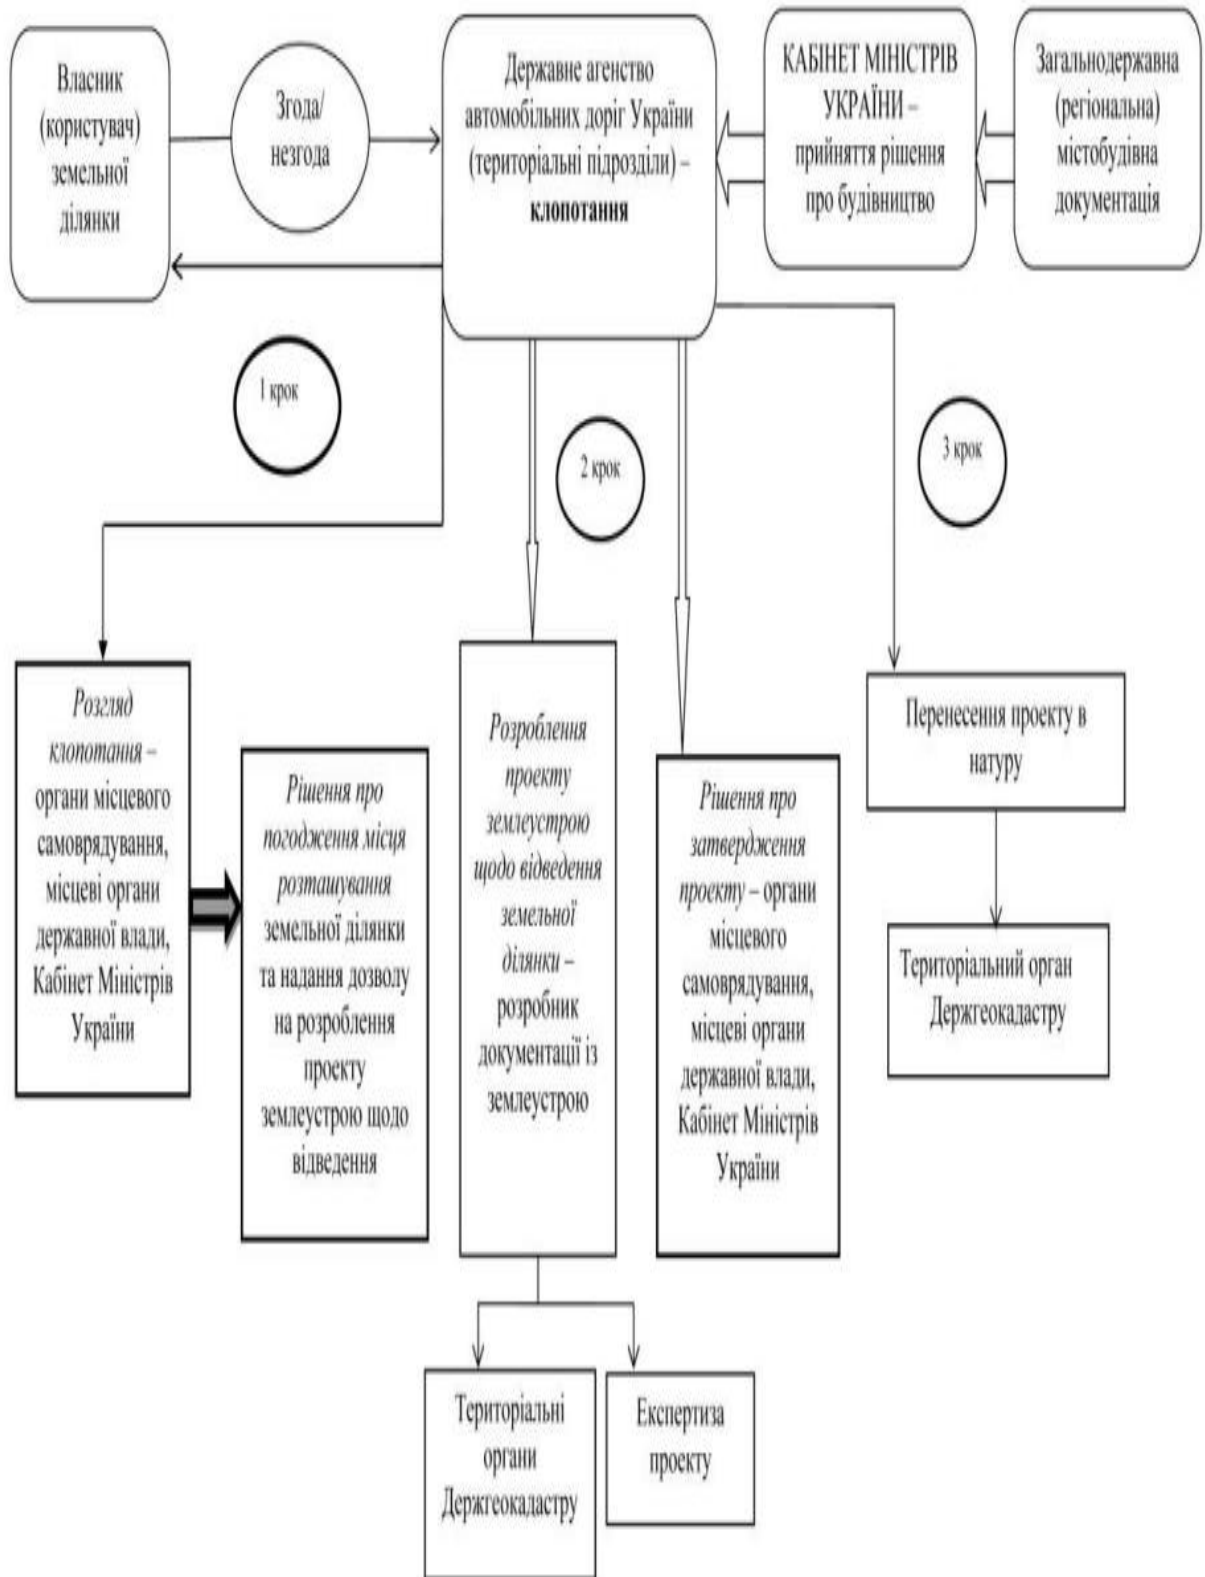 Власник
(користувач)
земельної
ділянки
Згода/
незгода
Державне агенство
автомобільних доріг України
(територіальні підрозділи) –
клопотання
КАБІНЕТ МІНІСТРІВ
УКРАЇНИ –
прийняття рішення
про будівництво
Загальнодержавна
(регіональна)
містобудівна
документація
1 крок
2 крок
3 крок
Розгляд
клопотання –
органи місцевого
самоврядування,
місцеві органи
державної влади,
Кабінет Міністрів
України
Рішення про
погодження місця
розташування
земельної ділянки
та надання дозволу
на розроблення
проекту
землеустрою щодо
відведення
Розроблення
проекту
землеустрою
щодо відведення
земельної
ділянки –
розробник
документації із
землеустрою
Рішення про
затвердження
проекту – органи
місцевого
самоврядування,
місцеві органи
державної влади,
Кабінет Міністрів
України
Перенесення проекту в
натуру
Територіальний орган
Держгеокадастру
Територіальні
органи
Держгеокадастру
Експертиза
проекту